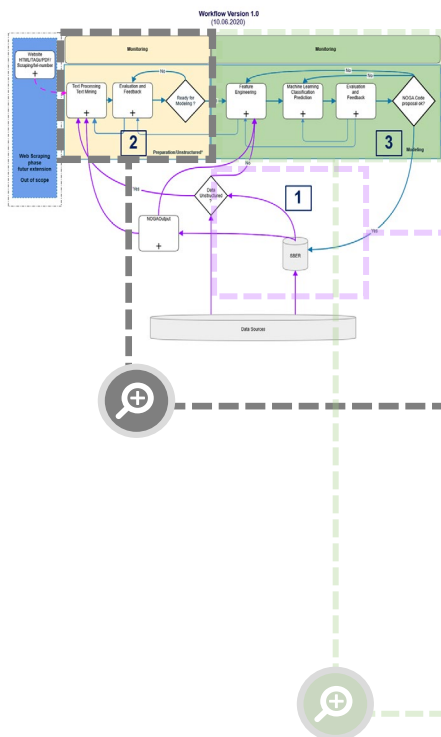 Workflow Version 1.0
(10.06.2020)
Website
HTML/TAGs/PDF/
Scraping/tel-number
Monitoring
Monitoring
Text Processing
Text Mining
Evaluation and
Feedback
No
Ready for
Modeling ?
Feature
Engineering
Machine Learning
Classification
Prediction
Evaluation
and
Feedback
No
No
NOGA Code
proposal ok?
2
Preparation/Unstructured"
3
Modeling
Web Scraping
phase
futur extension
Out of scope
No
Yes
Data
Unstructured
?
1
NOGAOutput
Yes
SBER
Data Sources